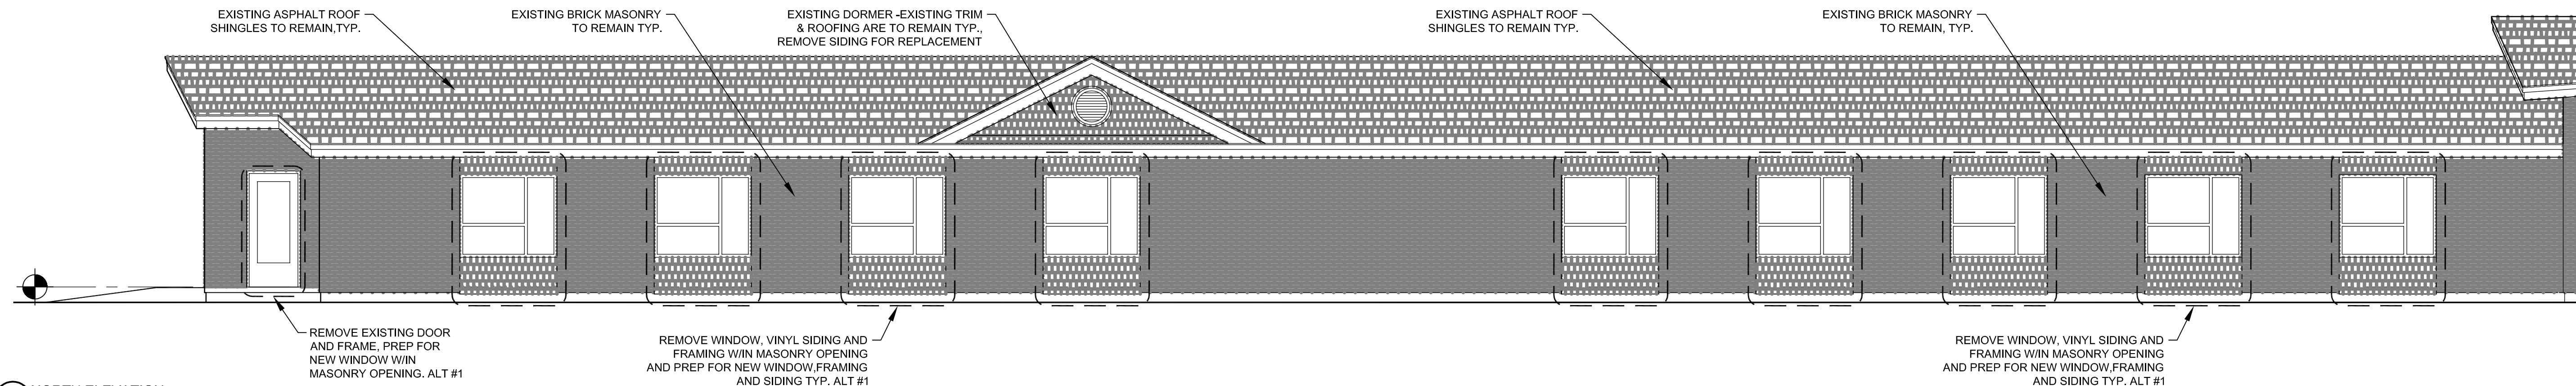 EXISTING ASPHALT ROOF
SHINGLES TO REMAIN,TYP.
EXISTING BRICK MASONRY
TO REMAIN TYP.
EXISTING DORMER -EXISTING TRIM
& ROOFING ARE TO REMAIN TYP.,
REMOVE SIDING FOR REPLACEMENT
EXISTING ASPHALT ROOF
SHINGLES TO REMAIN TYP.
EXISTING BRICK MASONRY
TO REMAIN, TYP.
REMOVE EXISTING DOOR
AND FRAME, PREP FOR
NEW WINDOW W/IN
MASONRY OPENING. ALT #1
REMOVE WINDOW, VINYL SIDING AND
FRAMING W/IN MASONRY OPENING
AND PREP FOR NEW WINDOW,FRAMING
AND SIDING TYP. ALT #1
REMOVE WINDOW, VINYL SIDING AND
FRAMING W/IN MASONRY OPENING
AND PREP FOR NEW WINDOW,FRAMING
AND SIDING TYP. ALT #1
NORTH ELEVATION